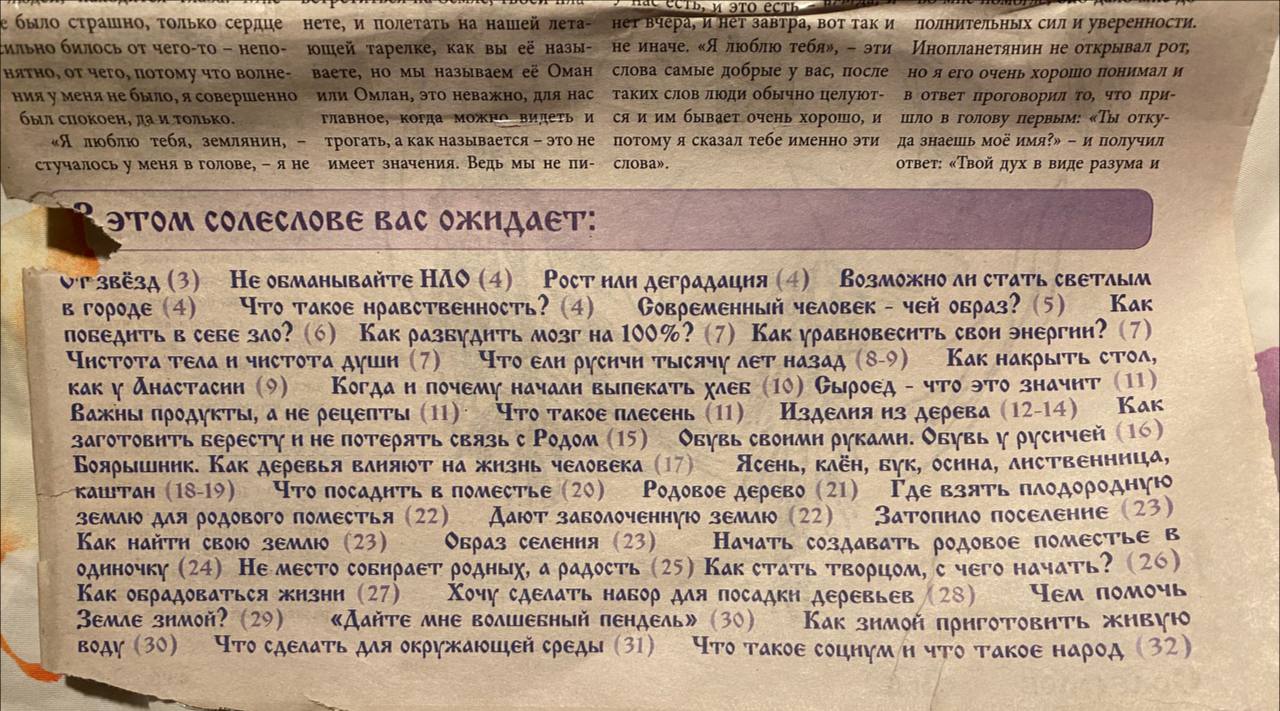 было страшно, только сердце
сильно билось от чего-то – непо-
нятно, от чего, потому что волне-
ния у меня не было, я совершенно
был спокоен, да и только.
«Я люблю тебя, землянин, –
стучалось у меня в голове, – я не
нете, и полетать на нашей лета-
ющей тарелке, как вы её назы-
ваете, но мы называем её Оман
или Омлан, это неважно, для нас
главное, когда можно видеть и
трогать, а как называется – это не
имеет значения. Ведь мы не пи-
у нас есть, и это есть –
нет вчера, и нет завтра, вот так и
не иначе. «Я люблю тебя», – эти
слова самые добрые у вас, после
таких слов люди обычно целуют-
ся и им бывает очень хорошо, и
потому я сказал тебе именно эти
слова».
полнительных сил и уверенности.
Инопланетянин не открывал рот,
но я его очень хорошо понимал и
в ответ проговорил то, что при-
шло в голову первым: «Ты отку-
да знаешь моё имя?» – и получил
ответ: «Твой дух в виде разума и
В этом солеслове вас ожидает:
От звёзд (3) Не обманывайте НЛО (4) Рост или деградация (4) Возможно ли стать светлым
в городе (4) Что такое нравственность? (4) Современный человек - чей образ? (5) Как
победить в себе зло? (6) Как разбудить мозг на 100%? (7) Как уравновесить свои энергии? (7)
Чистота тела и чистота души (7) Что ели русичи тысячу лет назад (8-9) Как накрыть стол,
как у Анастасии (9) Когда и почему начали выпекать хлеб (10) Сыроед - что это значит (11)
Важны продукты, а не рецепты (11) Что такое плесень (11) Изделия из дерева (12-14) Как
заготовить бересту и не потерять связь с Родом (15) Обувь своими руками. Обувь у русичей (16)
Боярышник. Как деревья влияют на жизнь человека (17) Ясень, клён, бук, осина, лиственница,
каштан (18-19) Что посадить в поместье (20) Родовое дерево (21) Где взять плодородную
землю для родового поместья (22) Дают заболоченную землю (22) Затопило поселение (23)
Как найти свою землю (23) Образ селения (23) Начать создавать родовое поместье в
одиночку (24) Не место собирает родных, а радость (25) Как стать творцом, с чего начать? (26)
Как обрадоваться жизни (27) Хочу сделать набор для посадки деревьев (28) Чем помочь
Земле зимой? (29) «Дайте мне волшебный пендель» (30) Как зимой приготовить живую
воду (30) Что сделать для окружающей среды (31) Что такое социум и что такое народ (32)